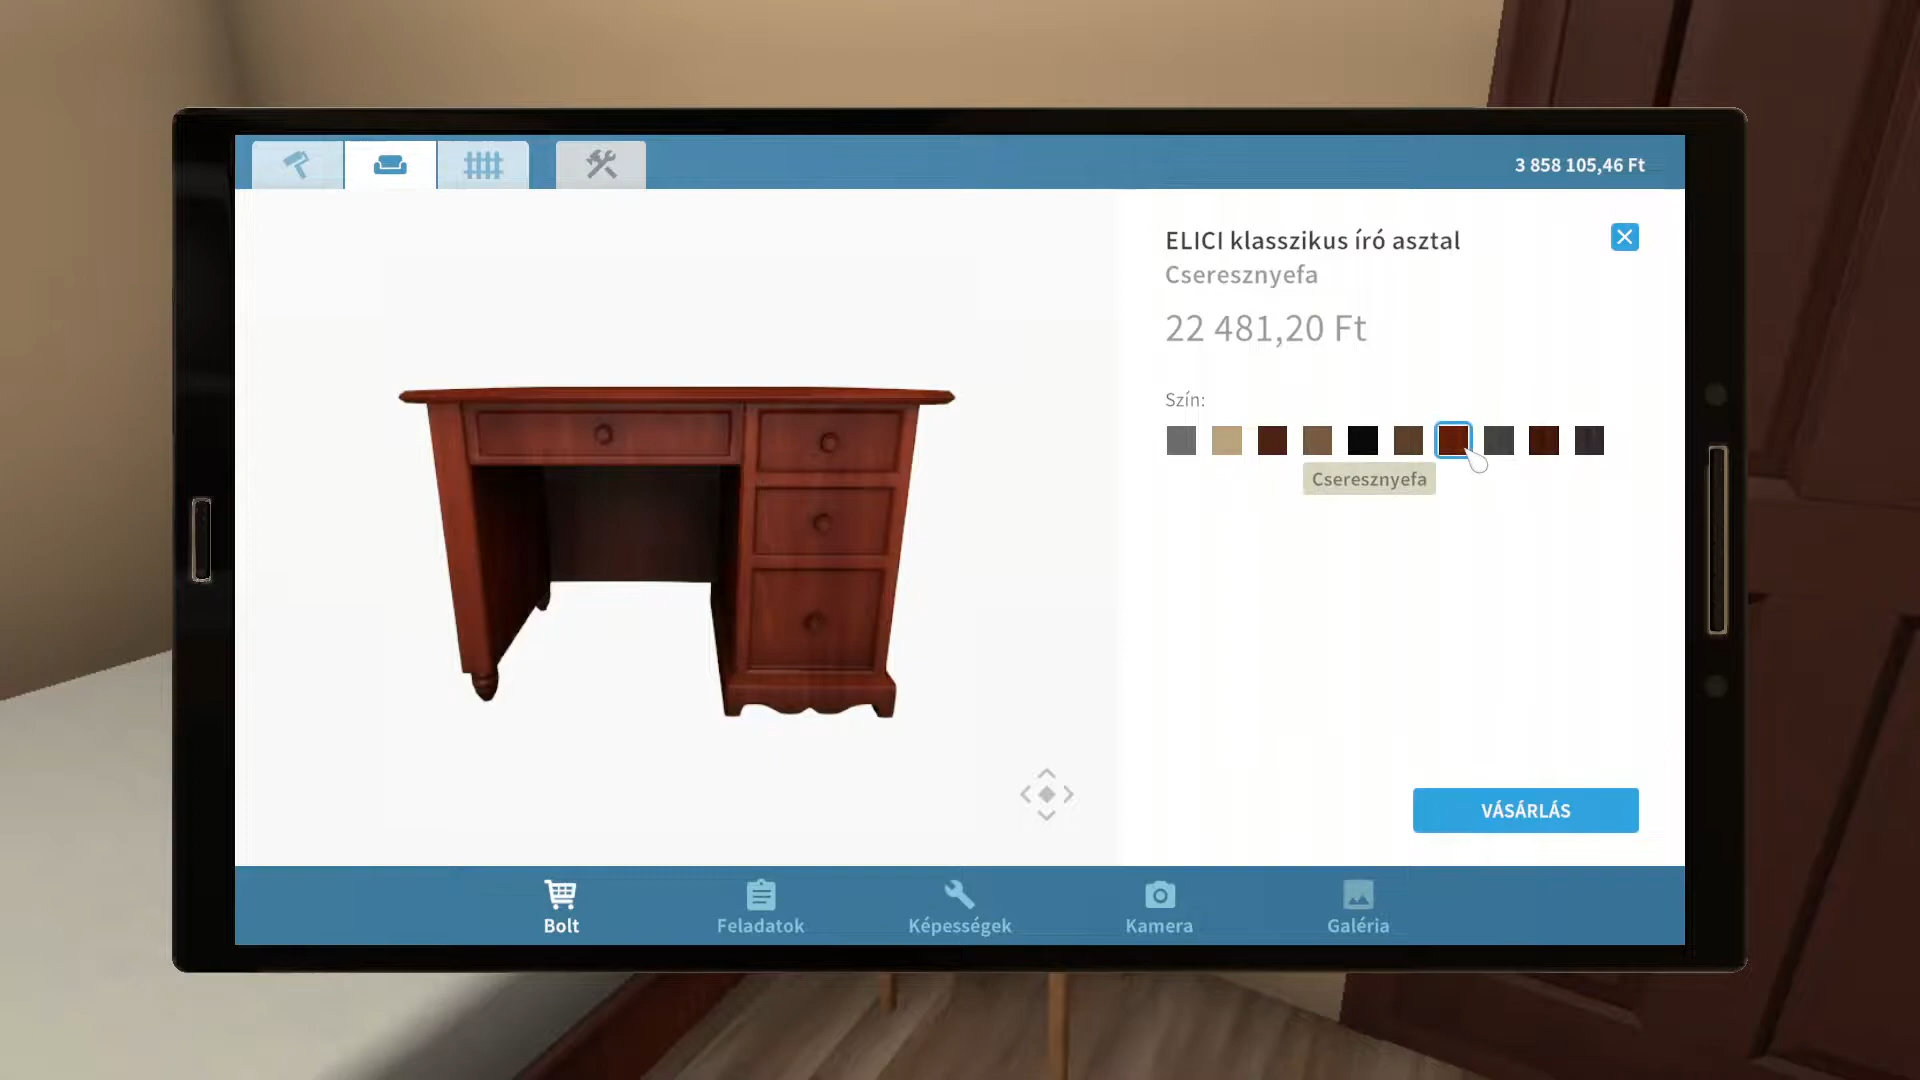 3 858 105,46 Ft
ELICI klasszikus író asztal
Cseresznyefa
22 481,20 Ft
Szín:
Cseresznyefa
VÁSÁRLÁS
Bolt
Feladatok
Képességek
Kamera
Galéria